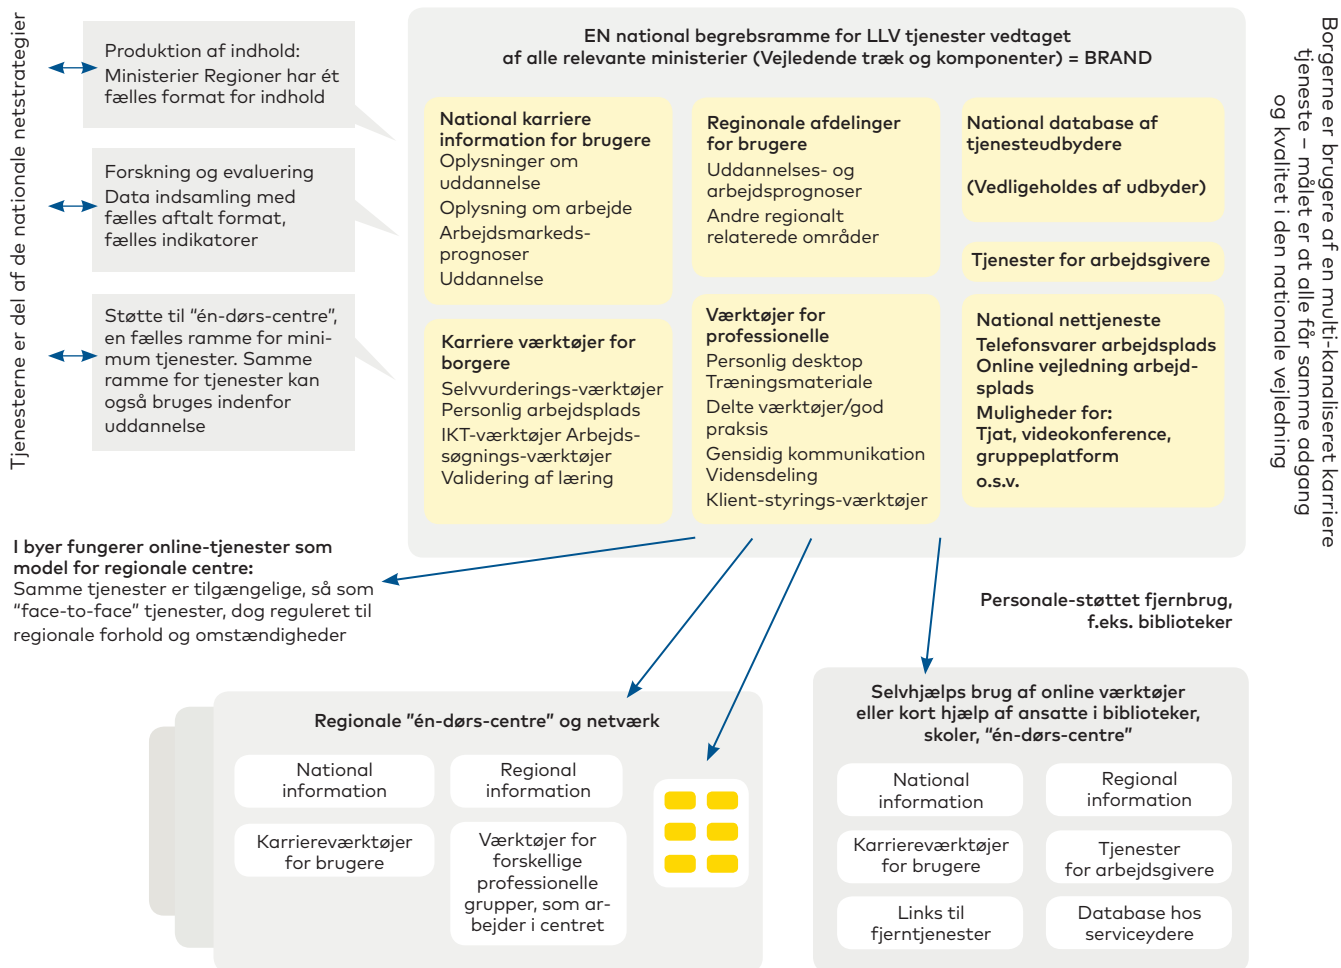 Tjenesterne er del af de nationale netstrategier
Produktion af indhold:
Ministerier Regioner har ét
fælles format for indhold
Forskning og evaluering
Data indsamling med
fælles aftalt format,
fælles indikatorer
Støtte til “én-dørs-centre”,
en fælles ramme for mini-
mum tjenester. Samme
ramme for tjenester kan
også bruges indenfor
uddannelse
EN national begrebsramme for LLV tjenester vedtaget
af alle relevante ministerier (Vejledende træk og komponenter) = BRAND
National karriere
information for brugere
Oplysninger om
uddannelse
Oplysning om arbejde
Arbejdsmarkeds-
prognoser
Uddannelse
Reginonale afdelinger
for brugere
Uddannelses- og
arbejdsprognoser
Andre regionalt
relaterede områder
National database af
tjenesteudbydere
(Vedligeholdes af udbyder)
Tjenester for arbejdsgivere
Karriere værktøjer for
borgere
Selvvurderings-værktøjer
Personlig arbejdsplads
IKT-værktøjer Arbejds-
søgnings-værktøjer
Validering af læring
Værktøjer for
professionelle
Personlig desktop
Træningsmateriale
Delte værktøjer/god
praksis
Gensidig kommunikation
Vidensdeling
Klient-styrings-værktøjer
National nettjeneste
Telefonsvarer arbejdsplads
Online vejledning arbejd-
splads
Muligheder for:
Tjat, videokonference,
gruppeplatform
o.s.v.
Borgerne er brugere af en multi-kanaliseret karriere
tjeneste – målet er at alle får samme adgang
og kvalitet i den nationale vejledning
I byer fungerer online-tjenester som
model for regionale centre:
Samme tjenester er tilgængelige, så som
“face-to-face” tjenester, dog reguleret til
regionale forhold og omstændigheder
Personale-støttet fjernbrug,
f.eks. biblioteker
Regionale ”én-dørs-centre” og netværk
National
information
Regional
information
Karriereværktøjer
for brugere
Værktøjer for
forskellige
professionelle
grupper, som ar-
bejder i centret
Selvhjælps brug af online værktøjer
eller kort hjælp af ansatte i biblioteker,
skoler, “én-dørs-centre”
National
information
Regional
information
Karriereværktøjer
for brugere
Tjenester
for arbejdsgivere
Links til
fjerntjenester
Database hos
serviceydere